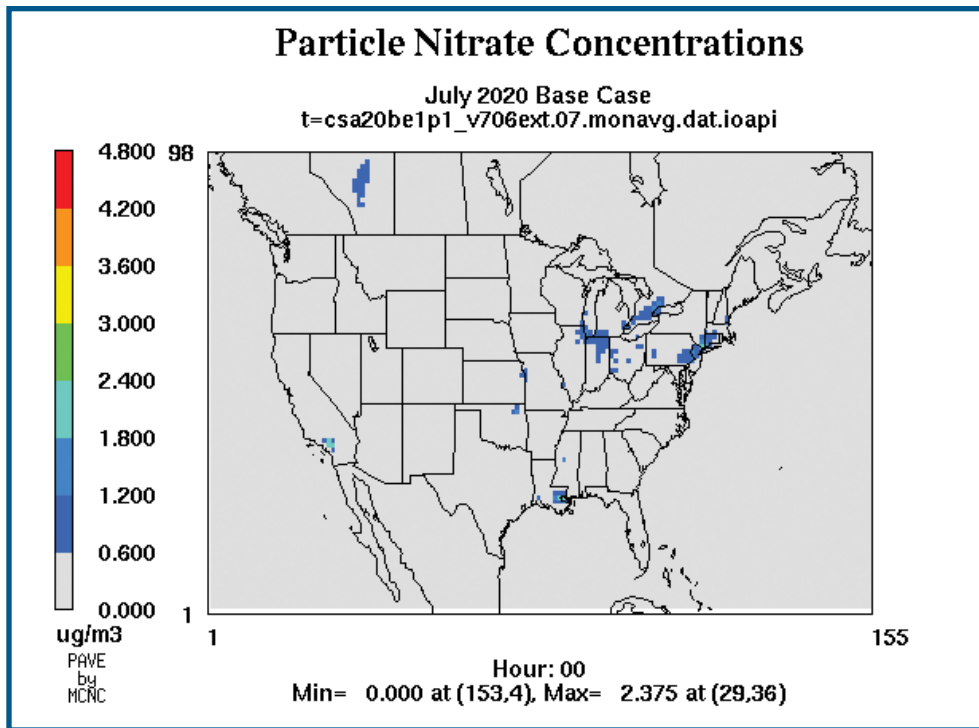 Particle Nitrate Concentrations
July 2020 Base Case
t=csa20be1p1_v706ext.07.monavg.dat.ioapi
4.800
4.200
3.600
3.000
2.400
1.800
1.200
0.600
0.000
ug/m3
PAVE
by
MCNC
98
1
1
155
Hour: 00
Min= 0.000 at (153,4), Max= 2.375 at (29,36)